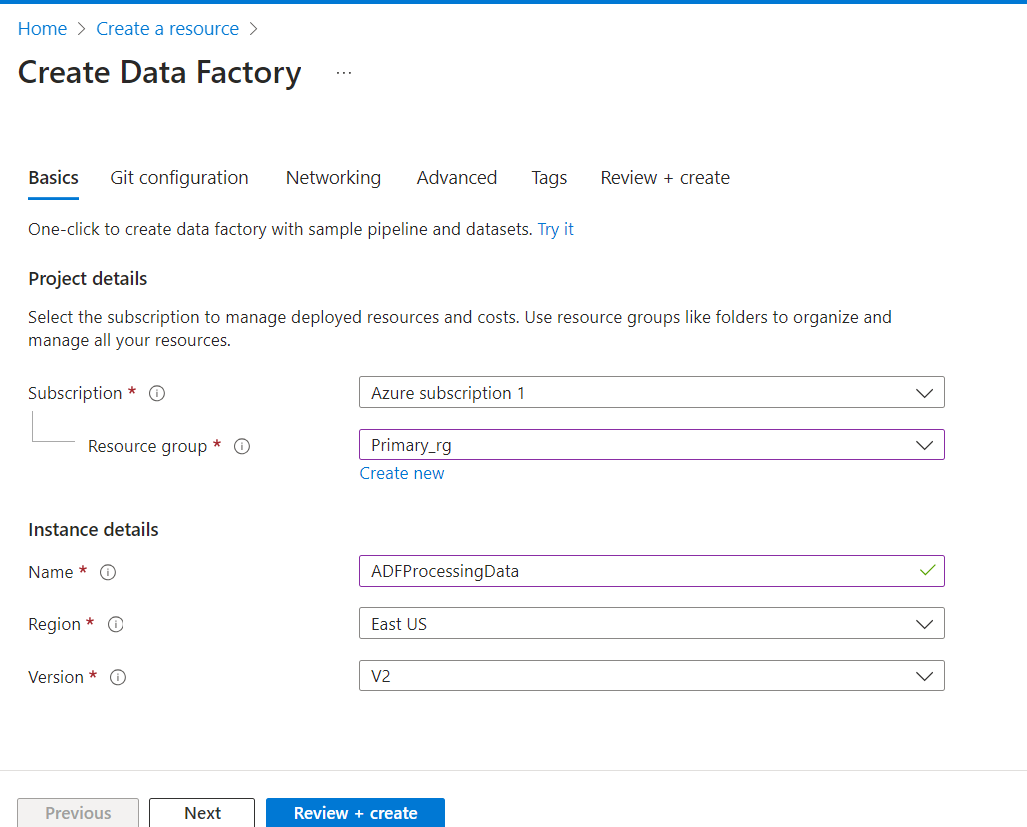 Home > Create a resource >
Create Data Factory ...
Basics Git configuration Networking Advanced Tags Review + create
One-click to create data factory with sample pipeline and datasets. Try it
Project details
Select the subscription to manage deployed resources and costs. Use resource groups like folders to organize and
manage all your resources.
Subscription * Azure subscription 1
Resource group * Primary_rg
Create new
Instance details
Name * ADFProcessingData
Region * East US
Version * V2
Previous Next Review + create